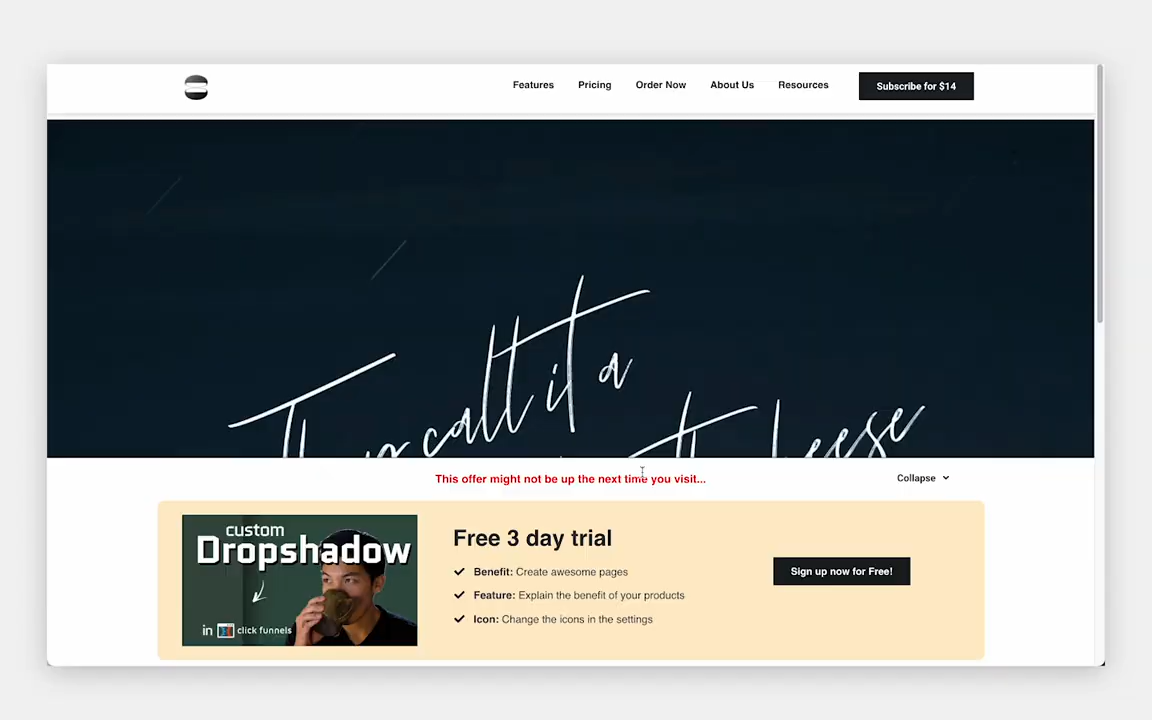 Features Pricing Order Now About Us Resources Subscribe for $14
call it a
This offer might not be up the next time you visit...
Collapse
custom
Dropshadow
in click funnels
Free 3 day trial
Benefit: Create awesome pages
Feature: Explain the benefit of your products
Icon: Change the icons in the settings
Sign up now for Free!